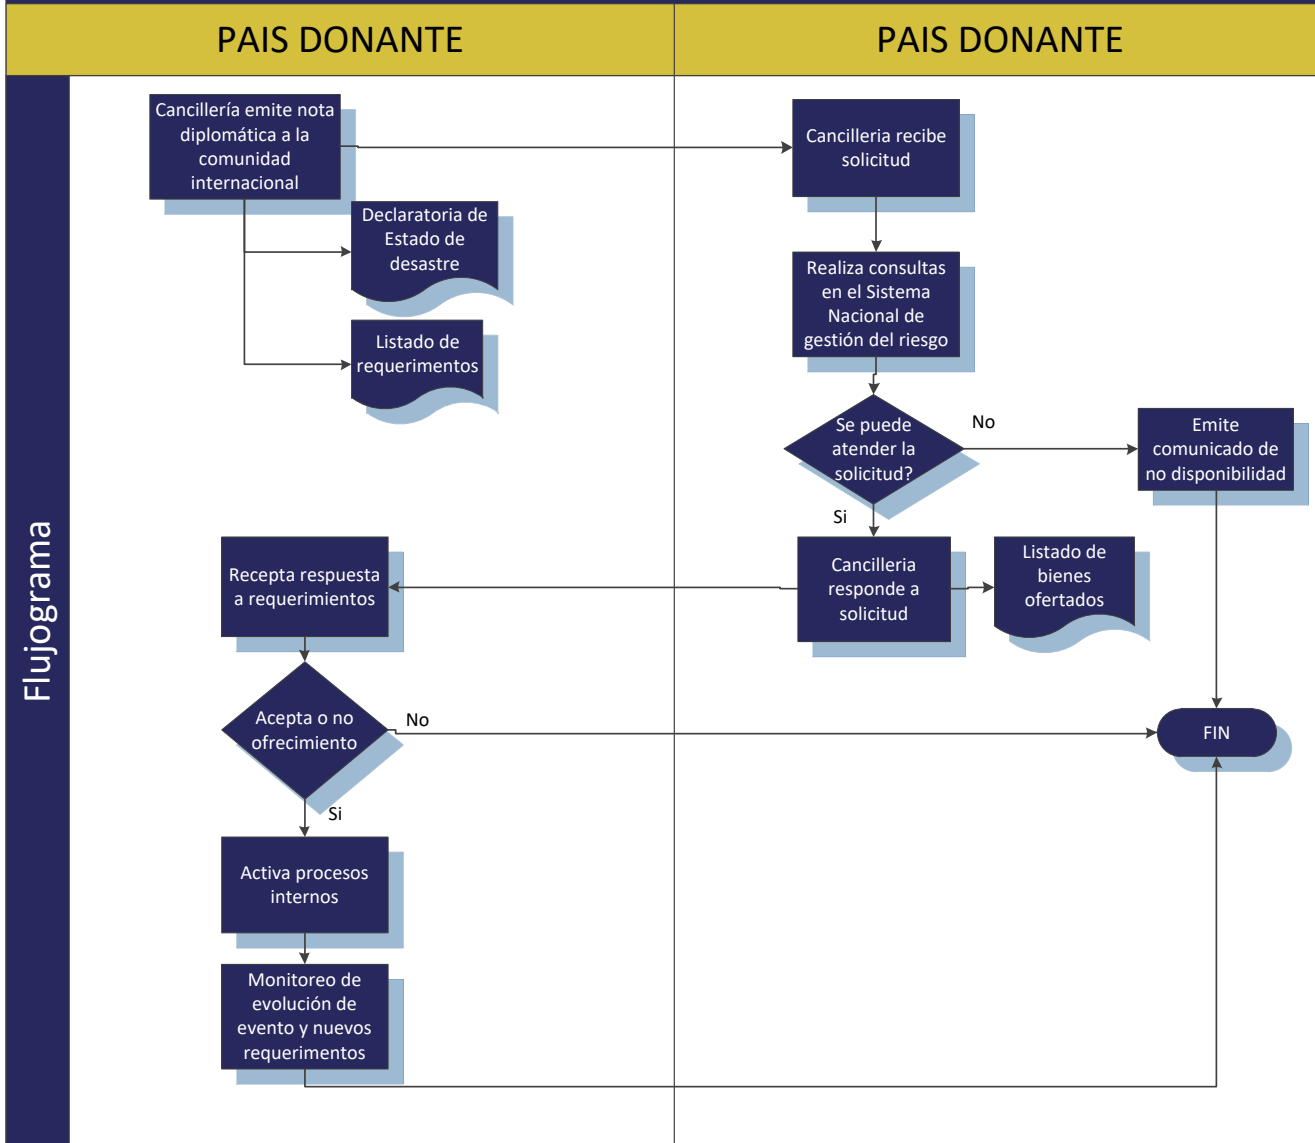 PAIS DONANTE
PAIS DONANTE
Flujograma
Cancillería emite nota
diplomática a la
comunidad
internacional
Declaratoria de
Estado de
desastre
Listado de
requerimentos
Cancilleria recibe
solicitud
Realiza consultas
en el Sistema
Nacional de
gestión del riesgo
Se puede
atender la
solicitud?
No
Emite
comunicado de
no disponibilidad
Si
Cancilleria
responde a
solicitud
Listado de
bienes
ofertados
Recepta respuesta
a requerimientos
Acepta o no
ofrecimiento
No
FIN
Si
Activa procesos
internos
Monitoreo de
evolución de
evento y nuevos
requerimentos